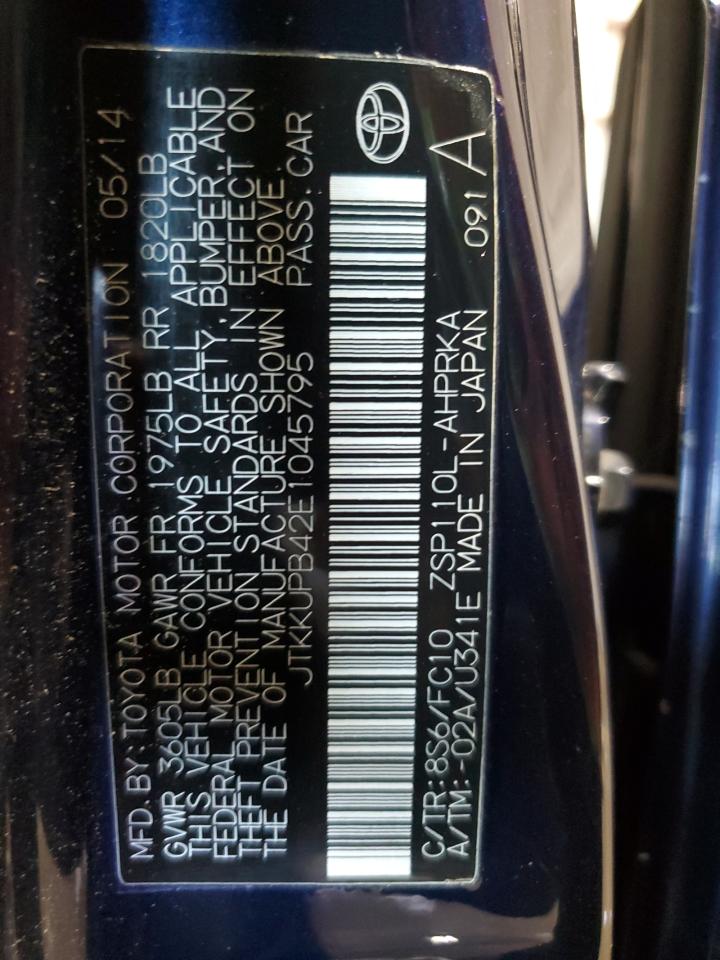 MFD.BY:TOYOTA MOTOR CORPORATION 05/14
GVWR 3605LB GAWR FR 1975LB RR 1820LB
THIS VEHICLE CONFORMS TO ALL APPLICABLE
FEDERAL MOTOR VEHICLE SAFETY, BUMPER, AND
THEFT PREVENTION STANDARDS IN EFFECT ON
THE DATE OF MANUFACTURE SHOWN ABOVE.
JTKKUPB42E1045795 PASS.CAR
C/TR:8S6/FC10 ZSP110L-AHPRKA
A/TM:-02A/U341E MADE IN JAPAN 091 A